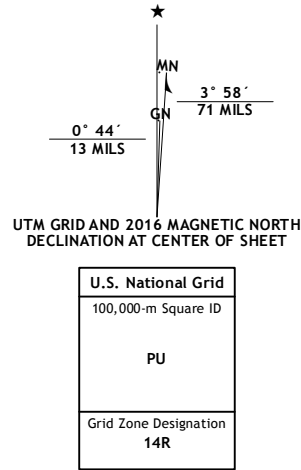 ★
MN
3° 58´
71 MILS
GN
0° 44´
13 MILS
UTM GRID AND 2016 MAGNETIC NORTH
DECLINATION AT CENTER OF SHEET
U.S. National Grid
100,000-m Square ID
PU
Grid Zone Designation
14R